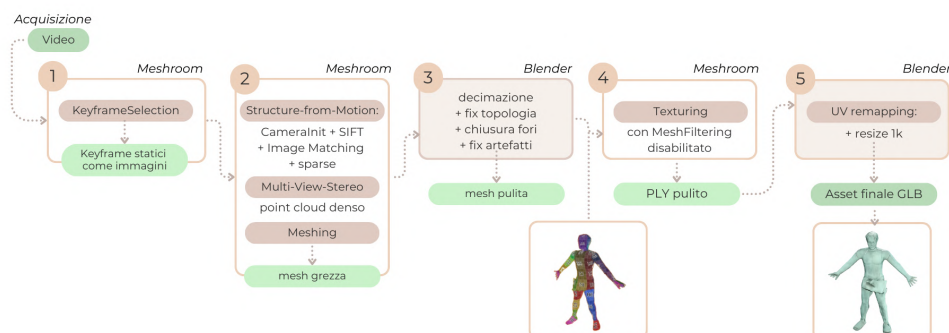 Acquisizione
Video
1
Meshroom
KeyframeSelection
Keyframe statici
come immagini
2
Meshroom
Structure-from-Motion:
CameraInit + SIFT
+ Image Matching
+ sparse
Multi-View-Stereo
point cloud denso
Meshing
mesh grezza
3
Blender
decimazione
+ fix topologia
+ chiusura fori
+ fix artefatti
mesh pulita
4
Meshroom
Texturing
con MeshFiltering
disabilitato
PLY pulito
5
Blender
UV remapping:
+ resize 1k
Asset finale GLB